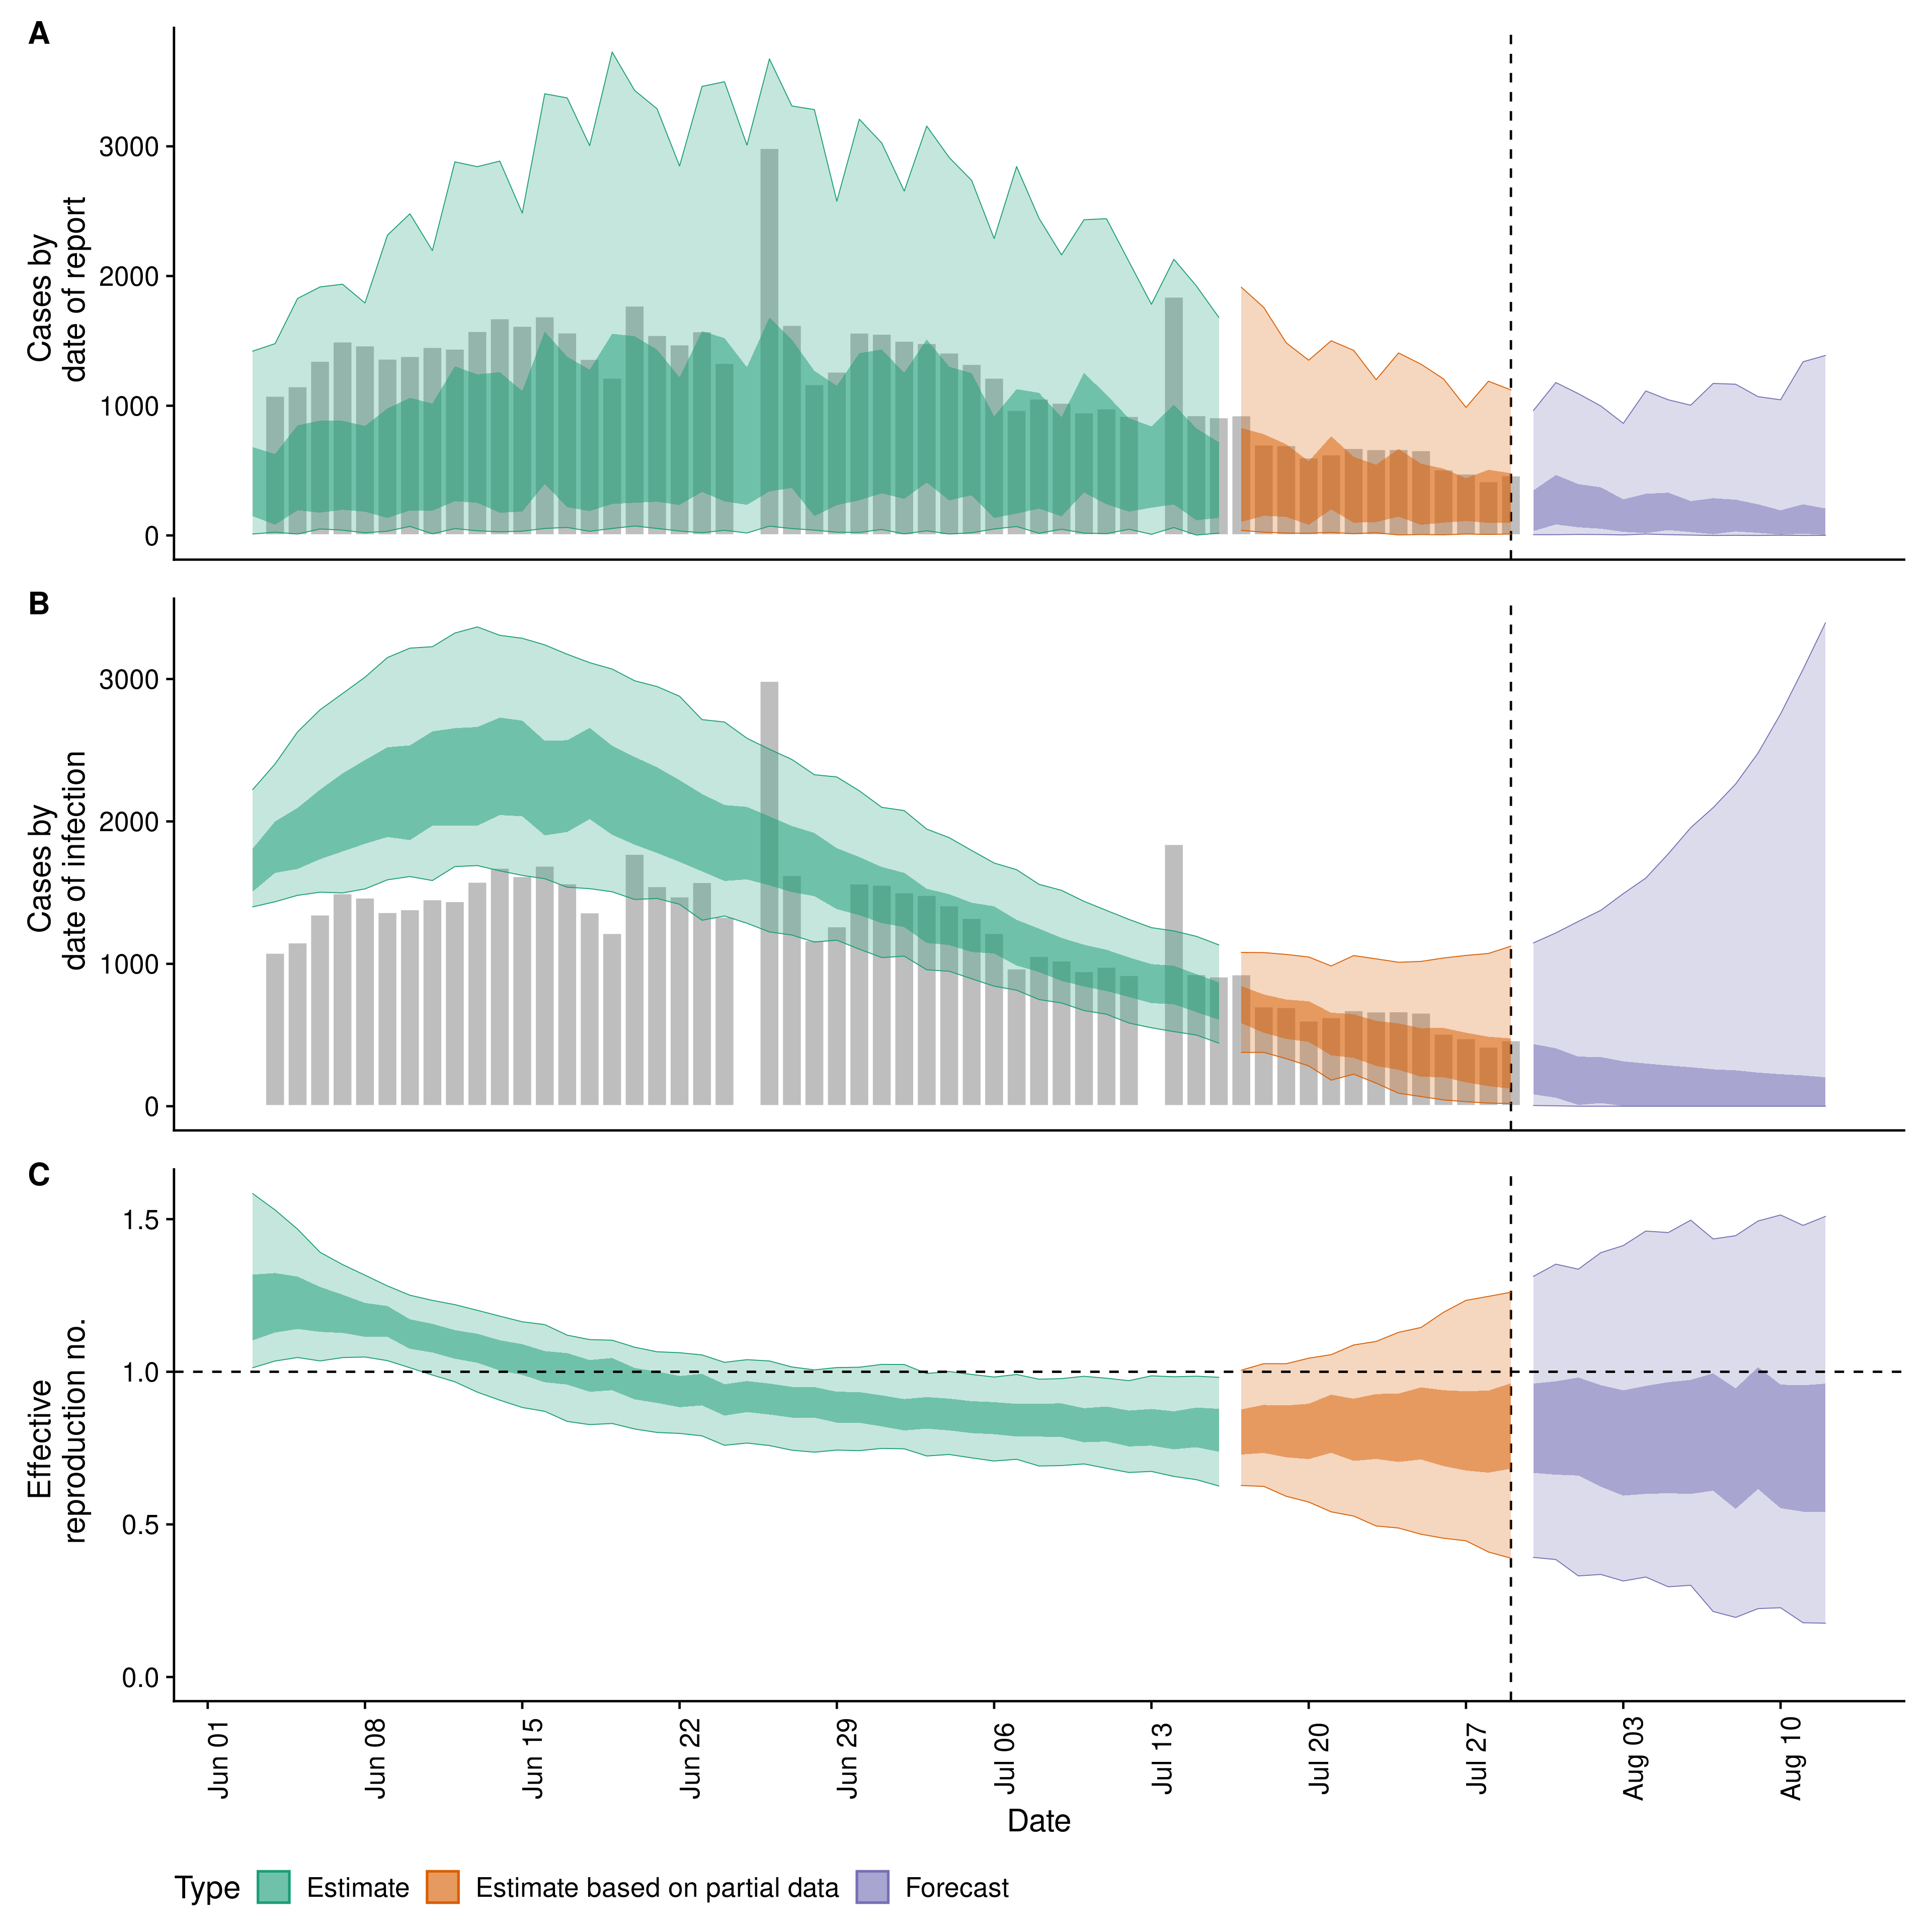 A
Cases by
date of report
3000
2000
1000
0
B
Cases by
date of infection
3000
2000
1000
0
C
Effective
reproduction no.
1.5
1.0
0.5
0.0
Jun 01
Jun 08
Jun 15
Jun 22
Jun 29
Jul 06
Jul 13
Jul 20
Jul 27
Aug 03
Aug 10
Date
Type Estimate Estimate based on partial data Forecast